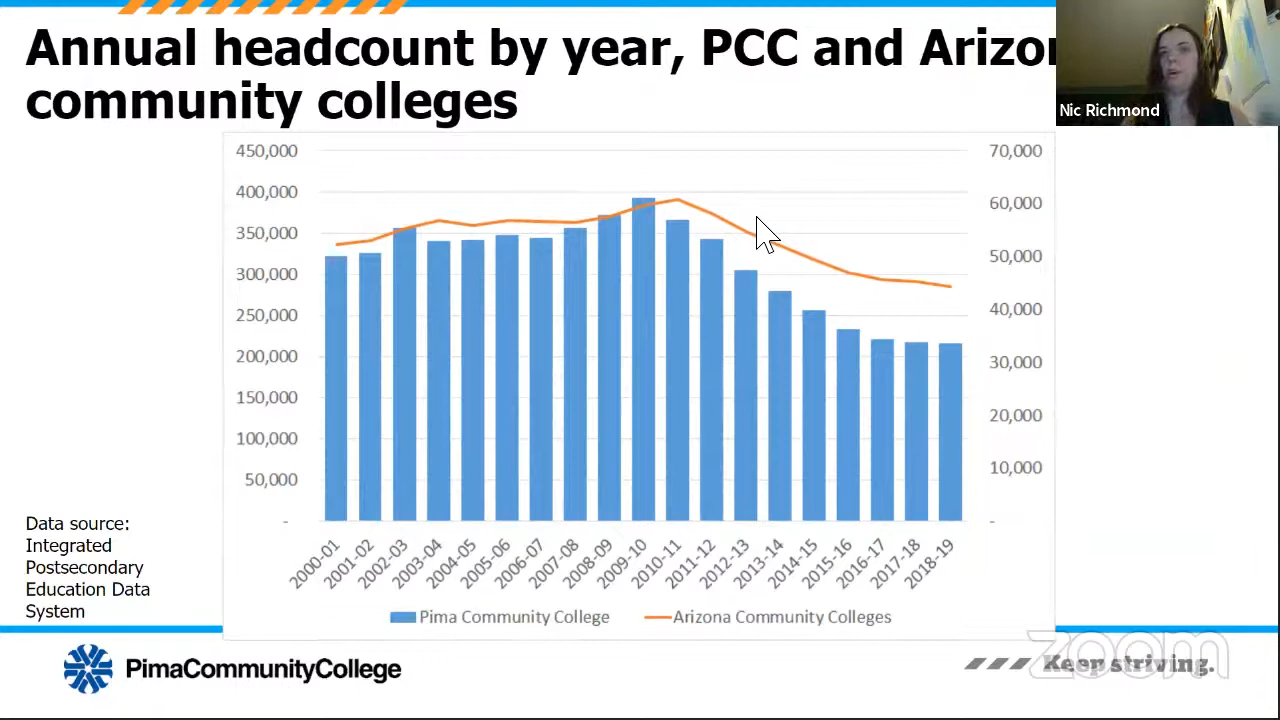 Annual headcount by year, PCC and Arizo
community colleges
Nic Richmond
450,000
400,000
350,000
300,000
250,000
200,000
150,000
100,000
50,000
-
70,000
60,000
50,000
40,000
30,000
20,000
10,000
-
2000-01
2001-02
2002-03
2003-04
2004-05
2005-06
2006-07
2007-08
2008-09
2009-10
2010-11
2011-12
2012-13
2013-14
2014-15
2015-16
2016-17
2017-18
2018-19
Pima Community College
Arizona Community Colleges
Data source:
Integrated
Postsecondary
Education Data
System
PimaCommunityCollege
Keep striving.
zoom